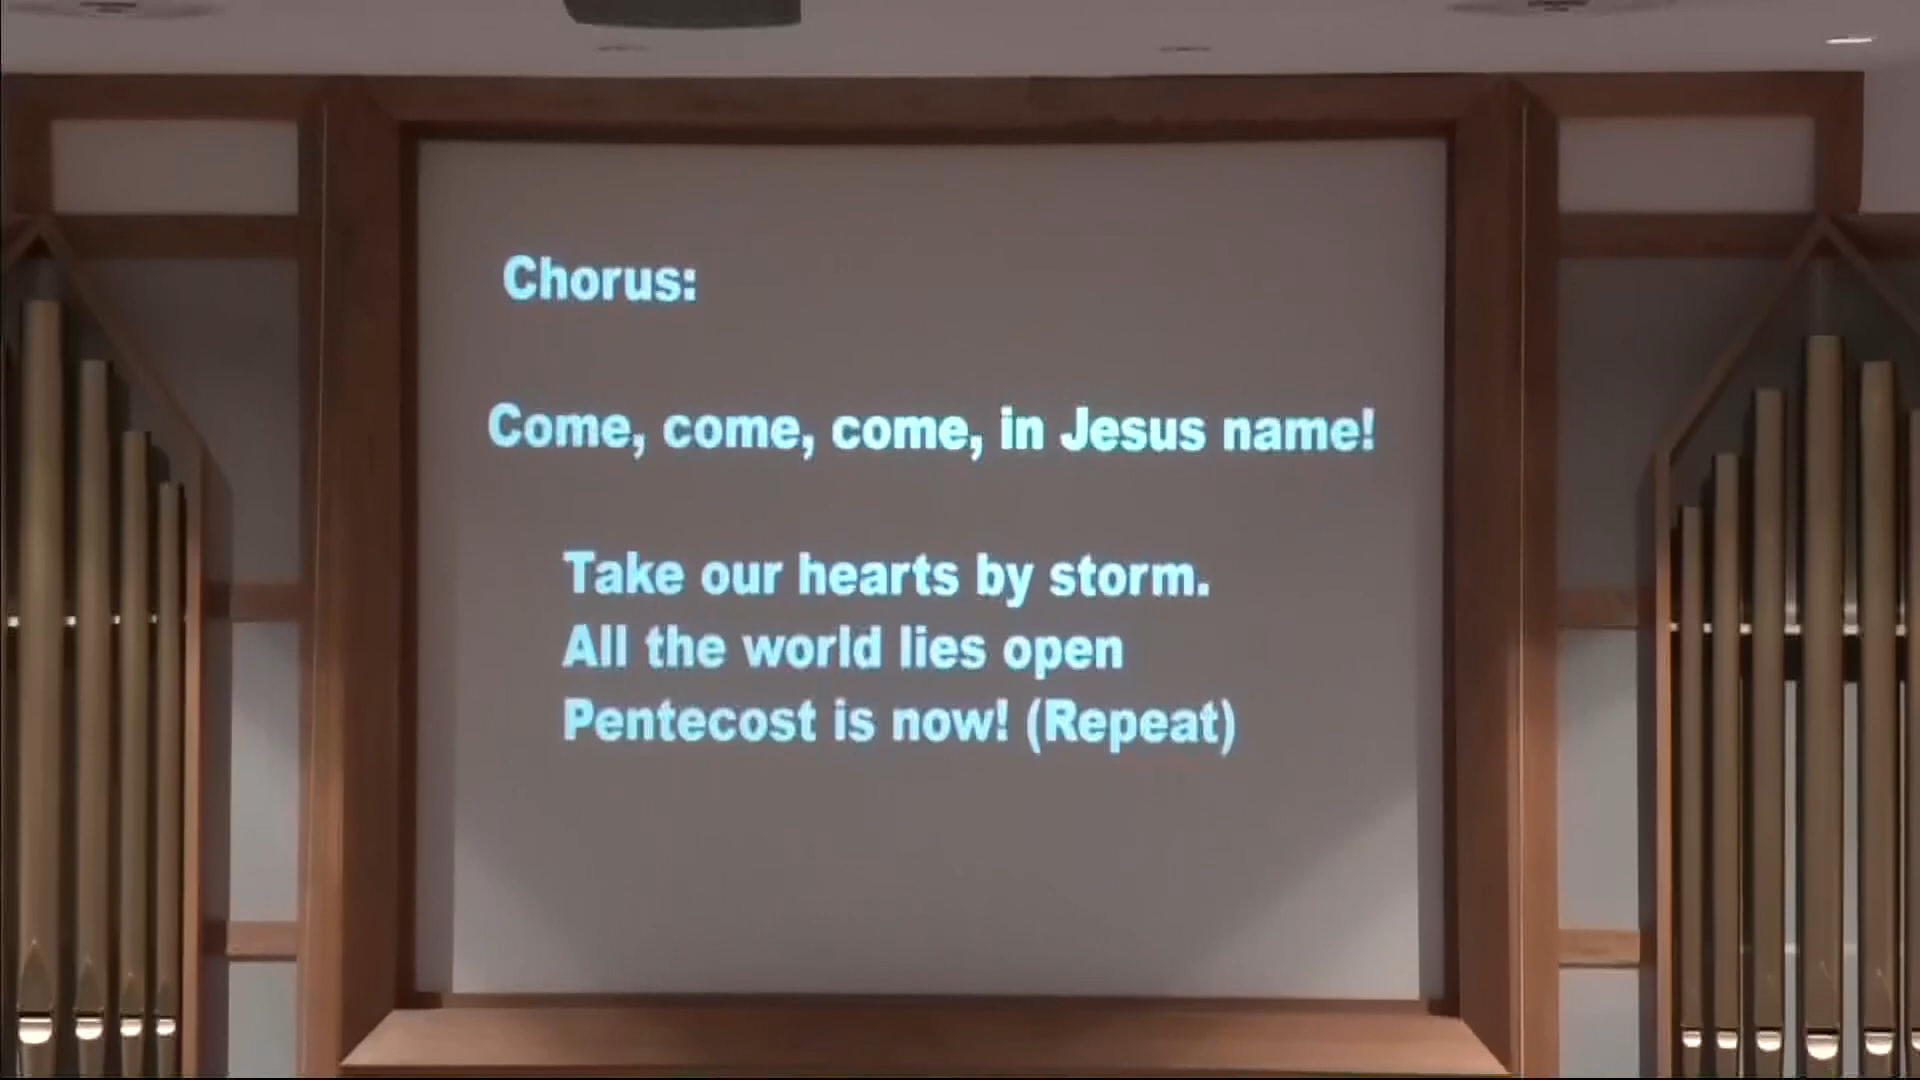 Chorus:
Come, come, come, in Jesus name!
Take our hearts by storm.
All the world lies open
Pentecost is now! (Repeat)